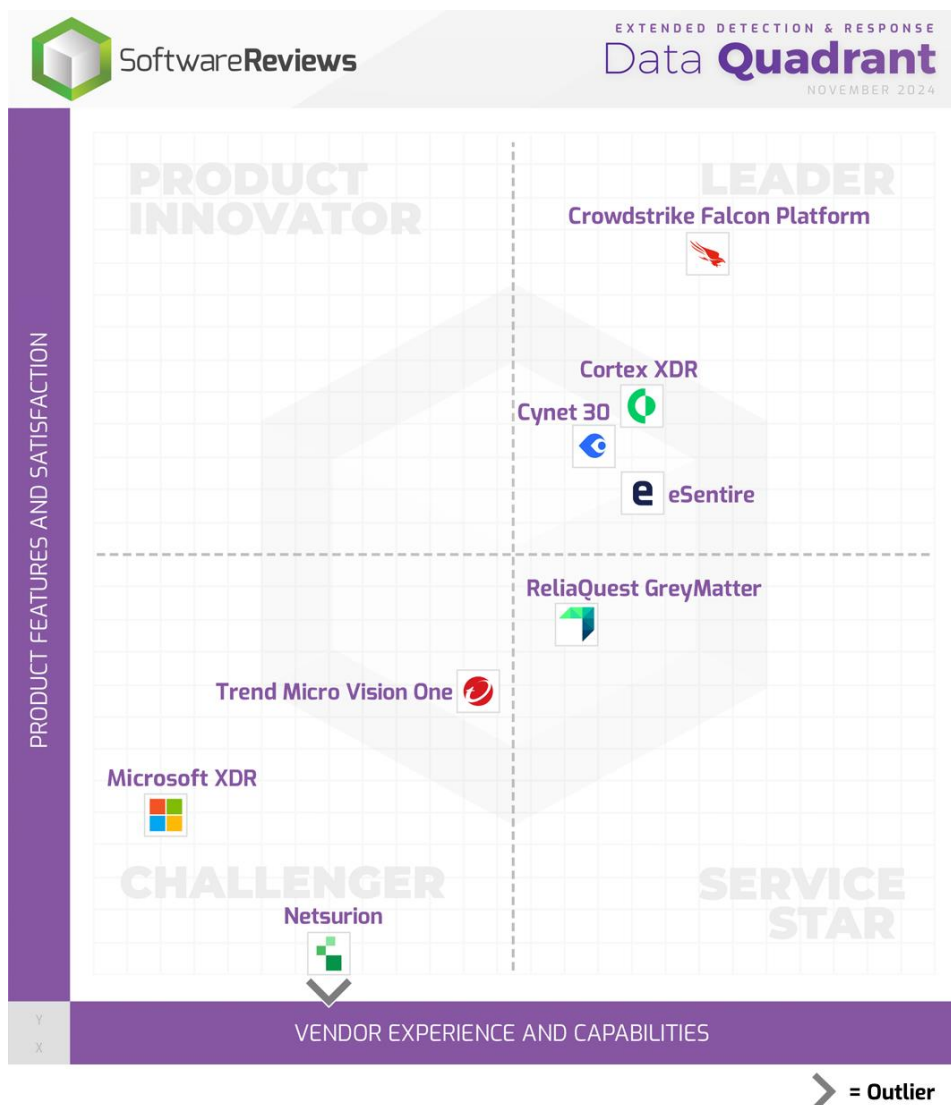 SoftwareReviews
EXTENDED DETECTION & RESPONSE
Data Quadrant
NOVEMBER 2024
PRODUCT FEATURES AND SATISFACTION
PRODUCT
INNOVATOR
LEADER
Crowdstrike Falcon Platform
Cortex XDR
Cynet 30
e eSentire
ReliaQuest GreyMatter
Trend Micro Vision One
Microsoft XDR
CHALLENGER
SERVICE
STAR
Netsurion
Y
X
VENDOR EXPERIENCE AND CAPABILITIES
= Outlier